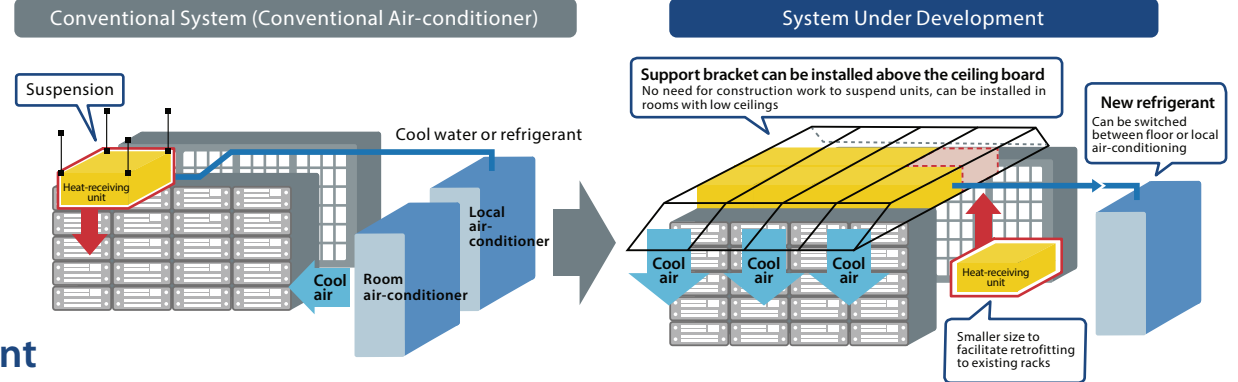 Conventional System (Conventional Air-conditioner)
Suspension
Cool water or refrigerant
Heat-receiving
unit
Local
air-
conditioner
Cool
air
Room
air-conditioner
System Under Development
Support bracket can be installed above the ceiling board
No need for construction work to suspend units, can be installed in
rooms with low ceilings
New refrigerant
Can be switched
between floor or local
air-conditioning
Cool
air
Cool
air
Cool
air
Heat-receiving
unit
Smaller size to
facilitate retrofitting
to existing racks
nt